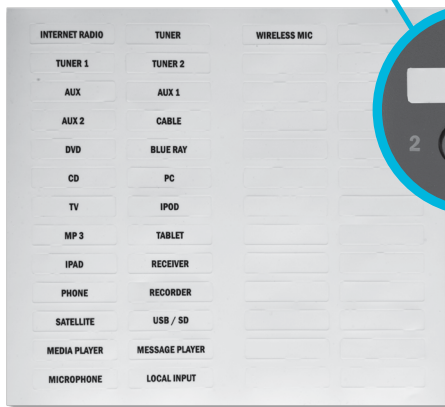 INTERNET RADIO TUNER WIRELESS MIC
TUNER 1 TUNER 2
AUX AUX 1
AUX 2 CABLE
DVD BLUE RAY
CD PC
TV IPOD
MP 3 TABLET
IPAD RECEIVER
PHONE RECORDER
SATELLITE USB / SD
MEDIA PLAYER MESSAGE PLAYER
MICROPHONE LOCAL INPUT
2